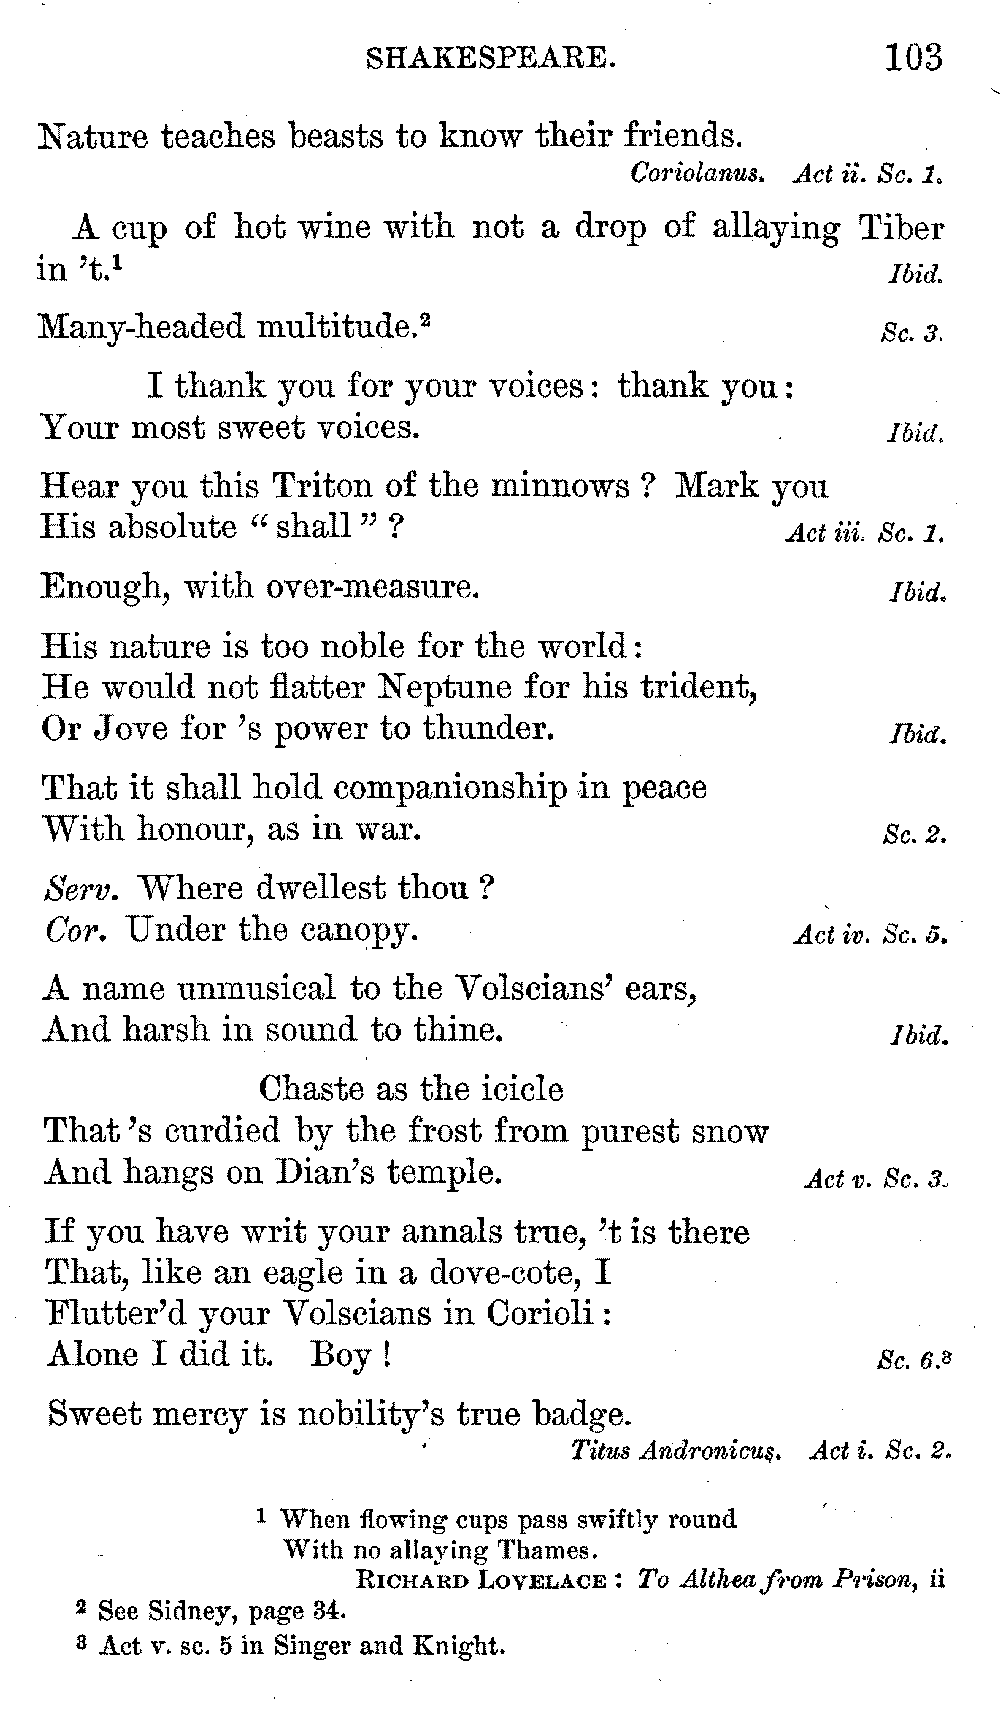 SHAKESPEARE. 103
Nature teaches beasts to know their friends.
Coriolanus. Act ii. Sc. 1.
A cup of hot wine with not a drop of allaying Tiber
in 't.¹ Ibid.
Many-headed multitude.² Sc. 3.
I thank you for your voices: thank you:
Your most sweet voices. Ibid.
Hear you this Triton of the minnows? Mark you
His absolute “shall”? Act iii. Sc. 1.
Enough, with over-measure. Ibid.
His nature is too noble for the world:
He would not flatter Neptune for his trident,
Or Jove for 's power to thunder. Ibid.
That it shall hold companionship in peace
With honour, as in war. Sc. 2.
Serv. Where dwellest thou?
Cor. Under the canopy. Act iv. Sc. 5.
A name unmusical to the Volscians' ears,
And harsh in sound to thine. Ibid.
Chaste as the icicle
That 's curdied by the frost from purest snow
And hangs on Dian's temple. Act v. Sc. 3.
If you have writ your annals true, 't is there
That, like an eagle in a dove-cote, I
Flutter'd your Volscians in Corioli:
Alone I did it. Boy! Sc. 6.³
Sweet mercy is nobility's true badge.
Titus Andronicus. Act i. Sc. 2.
¹ When flowing cups pass swiftly round
With no allaying Thames.
RICHARD LOVELACE: To Althea from Prison, ii
² See Sidney, page 34.
³ Act v. sc. 5 in Singer and Knight.